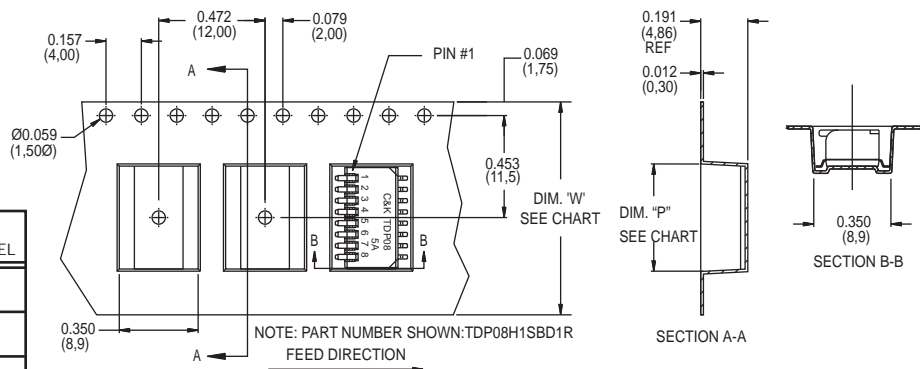 0.472
(12,00)
0.079
(2,00)
0.157
(4,00)
A
PIN #1
0.069
(1,75)
0.191
(4,86)
REF
0.012
(0,30)
Ø0.059
(1,50Ø)
0.453
(11,5)
1 2 3 4 5 6 7 8
C&K TDP08
5A
B
B
DIM. 'W'
SEE CHART
DIM. "P"
SEE CHART
0.350
(8,9)
SECTION B-B
EL
0.350
(8,9)
A
NOTE: PART NUMBER SHOWN:TDP08H1SBD1R
FEED DIRECTION
SECTION A-A